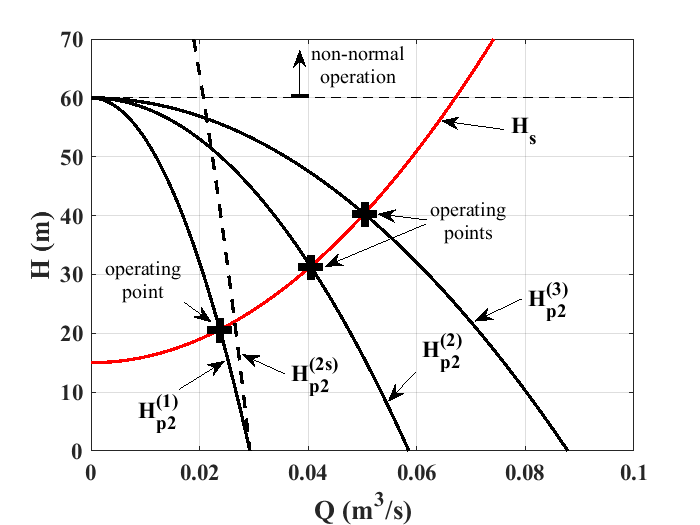 70
60
50
40
30
20
10
0
H (m)
non-normal
operation
H_s
operating
points
operating
point
H_{p2}^{(3)}
H_{p2}^{(2)}
H_{p2}^{(2s)}
H_{p2}^{(1)}
0 0.02 0.04 0.06 0.08 0.1
Q (m^3/s)